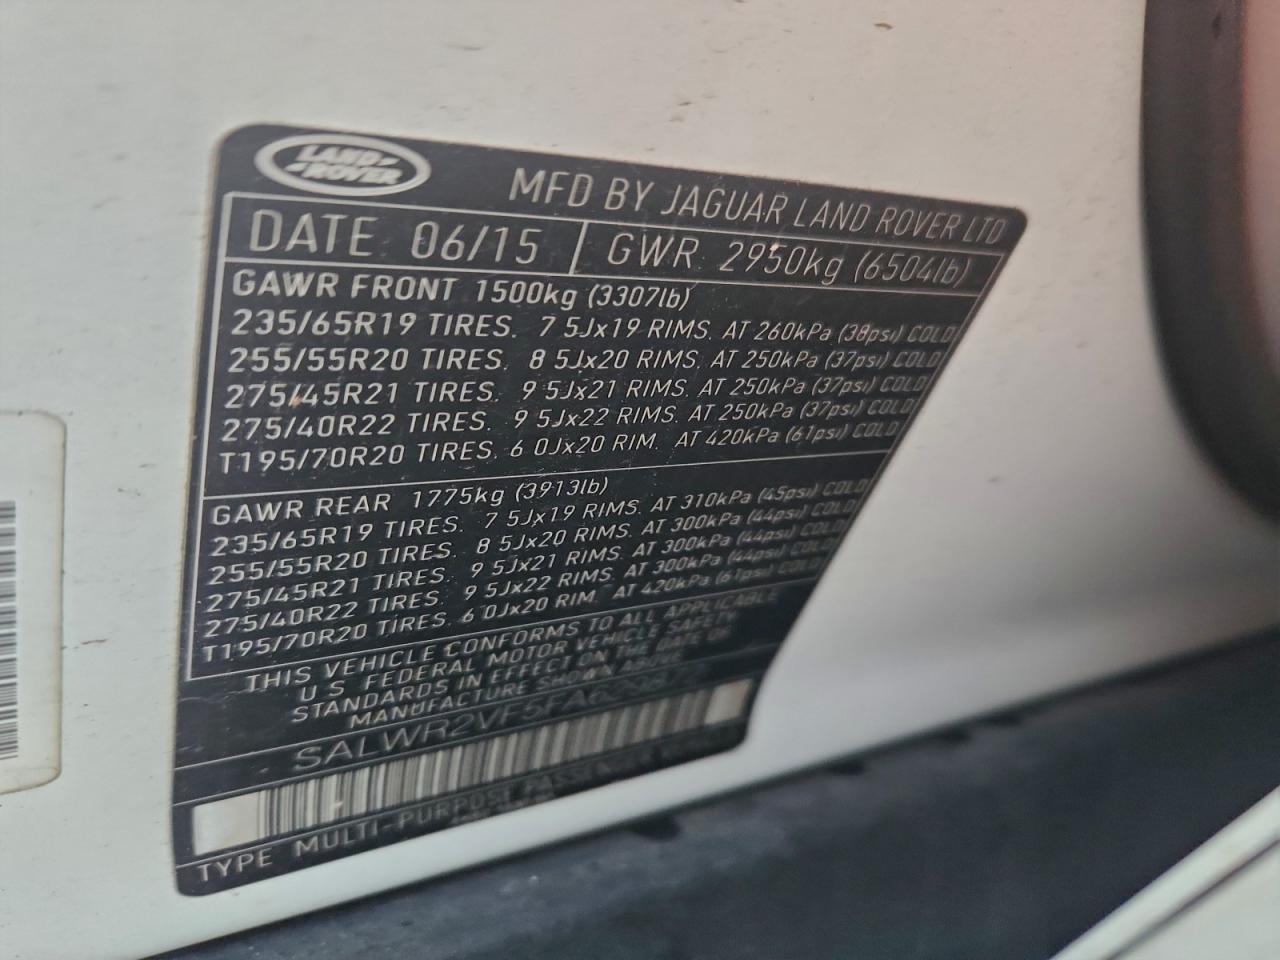 LAND
ROVER
MFD BY JAGUAR LAND ROVER LTD
DATE 06/15 GWR 2950kg (6504lb)
GAWR FRONT 1500kg (3307lb)
235/65R19 TIRES. 7 5Jx19 RIMS. AT 260kPa (38psi) COLD
255/55R20 TIRES. 8 5Jx20 RIMS. AT 250kPa (37psi) COLD
275/45R21 TIRES. 9 5Jx21 RIMS. AT 250kPa (37psi) COLD
275/40R22 TIRES. 9 5Jx22 RIMS. AT 250kPa (37psi) COLD
T195/70R20 TIRES. 6 0Jx20 RIM. AT 420kPa (61psi) COLD
GAWR REAR 1775kg (3913lb)
235/65R19 TIRES. 7 5Jx19 RIMS. AT 310kPa (45psi) COLD
255/55R20 TIRES. 8 5Jx20 RIMS. AT 300kPa (44psi) COLD
275/45R21 TIRES. 9 5Jx21 RIMS. AT 300kPa (44psi) COLD
275/40R22 TIRES. 9 5Jx22 RIMS. AT 300kPa (44psi) COLD
T195/70R20 TIRES. 6 0Jx20 RIM. AT 420kPa (61psi) COLD
THIS VEHICLE CONFORMS TO ALL APPLICABLE
U.S. FEDERAL MOTOR VEHICLE SAFETY
STANDARDS IN EFFECT ON THE DATE OF
MANUFACTURE SHOWN ABOVE
TYPE MULTI-PURPOSE PASSENGER